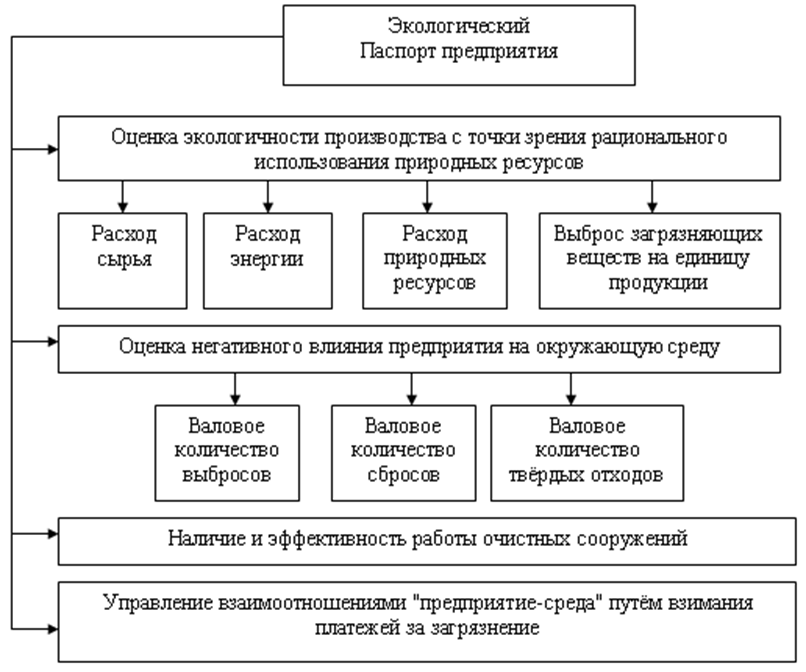 Экологический
Паспорт предприятия
Оценка экологичности производства с точки зрения рационального
использования природных ресурсов
Расход
сырья
Расход
энергии
Расход
природных
ресурсов
Выброс загрязняющих
веществ на единицу
продукции
Оценка негативного влияния предприятия на окружающую среду
Валовое
количество
выбросов
Валовое
количество
сбросов
Валовое
количество
твёрдых отходов
Наличие и эффективность работы очистных сооружений
Управление взаимоотношениями "предприятие-среда" путём взимания
платежей за загрязнение